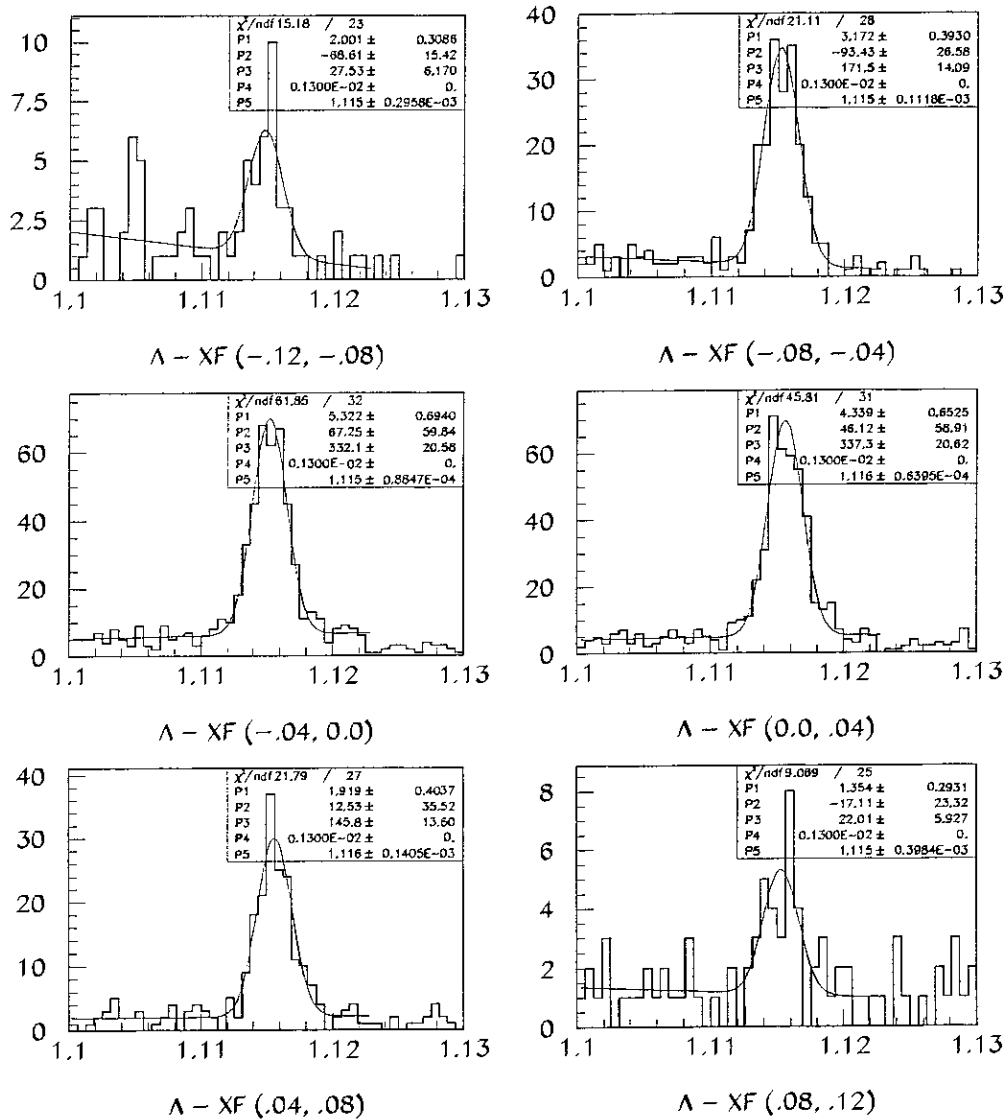 χ²/ndf 15.18 / 23
P1 2.001 ± 0.3086
P2 -68.61 ± 15.42
P3 27.53 ± 6.170
P4 0.1300E-02 ± 0.
P5 1.115 ± 0.2958E-03
10
7.5
5
2.5
0
1.1 1.11 1.12 1.13
Λ - XF (-.12, -.08)
χ²/ndf 21.11 / 28
P1 3.172 ± 0.3930
P2 -93.43 ± 26.58
P3 171.5 ± 14.09
P4 0.1300E-02 ± 0.
P5 1.115 ± 0.1118E-03
40
30
20
10
0
1.1 1.11 1.12 1.13
Λ - XF (-.08, -.04)
χ²/ndf 61.85 / 32
P1 5.322 ± 0.6940
P2 67.25 ± 59.84
P3 332.1 ± 20.58
P4 0.1300E-02 ± 0.
P5 1.115 ± 0.8847E-04
60
40
20
0
1.1 1.11 1.12 1.13
Λ - XF (-.04, 0.0)
χ²/ndf 45.81 / 31
P1 4.339 ± 0.6525
P2 46.12 ± 58.91
P3 337.3 ± 20.62
P4 0.1300E-02 ± 0.
P5 1.116 ± 0.6395E-04
60
40
20
0
1.1 1.11 1.12 1.13
Λ - XF (0.0, .04)
χ²/ndf 21.79 / 27
P1 1.919 ± 0.4037
P2 12.53 ± 35.52
P3 145.8 ± 13.60
P4 0.1300E-02 ± 0.
P5 1.116 ± 0.1405E-03
40
30
20
10
0
1.1 1.11 1.12 1.13
Λ - XF (.04, .08)
χ²/ndf 9.089 / 25
P1 1.354 ± 0.2931
P2 -17.11 ± 23.32
P3 22.01 ± 5.927
P4 0.1300E-02 ± 0.
P5 1.115 ± 0.3984E-03
8
6
4
2
0
1.1 1.11 1.12 1.13
Λ - XF (.08, .12)